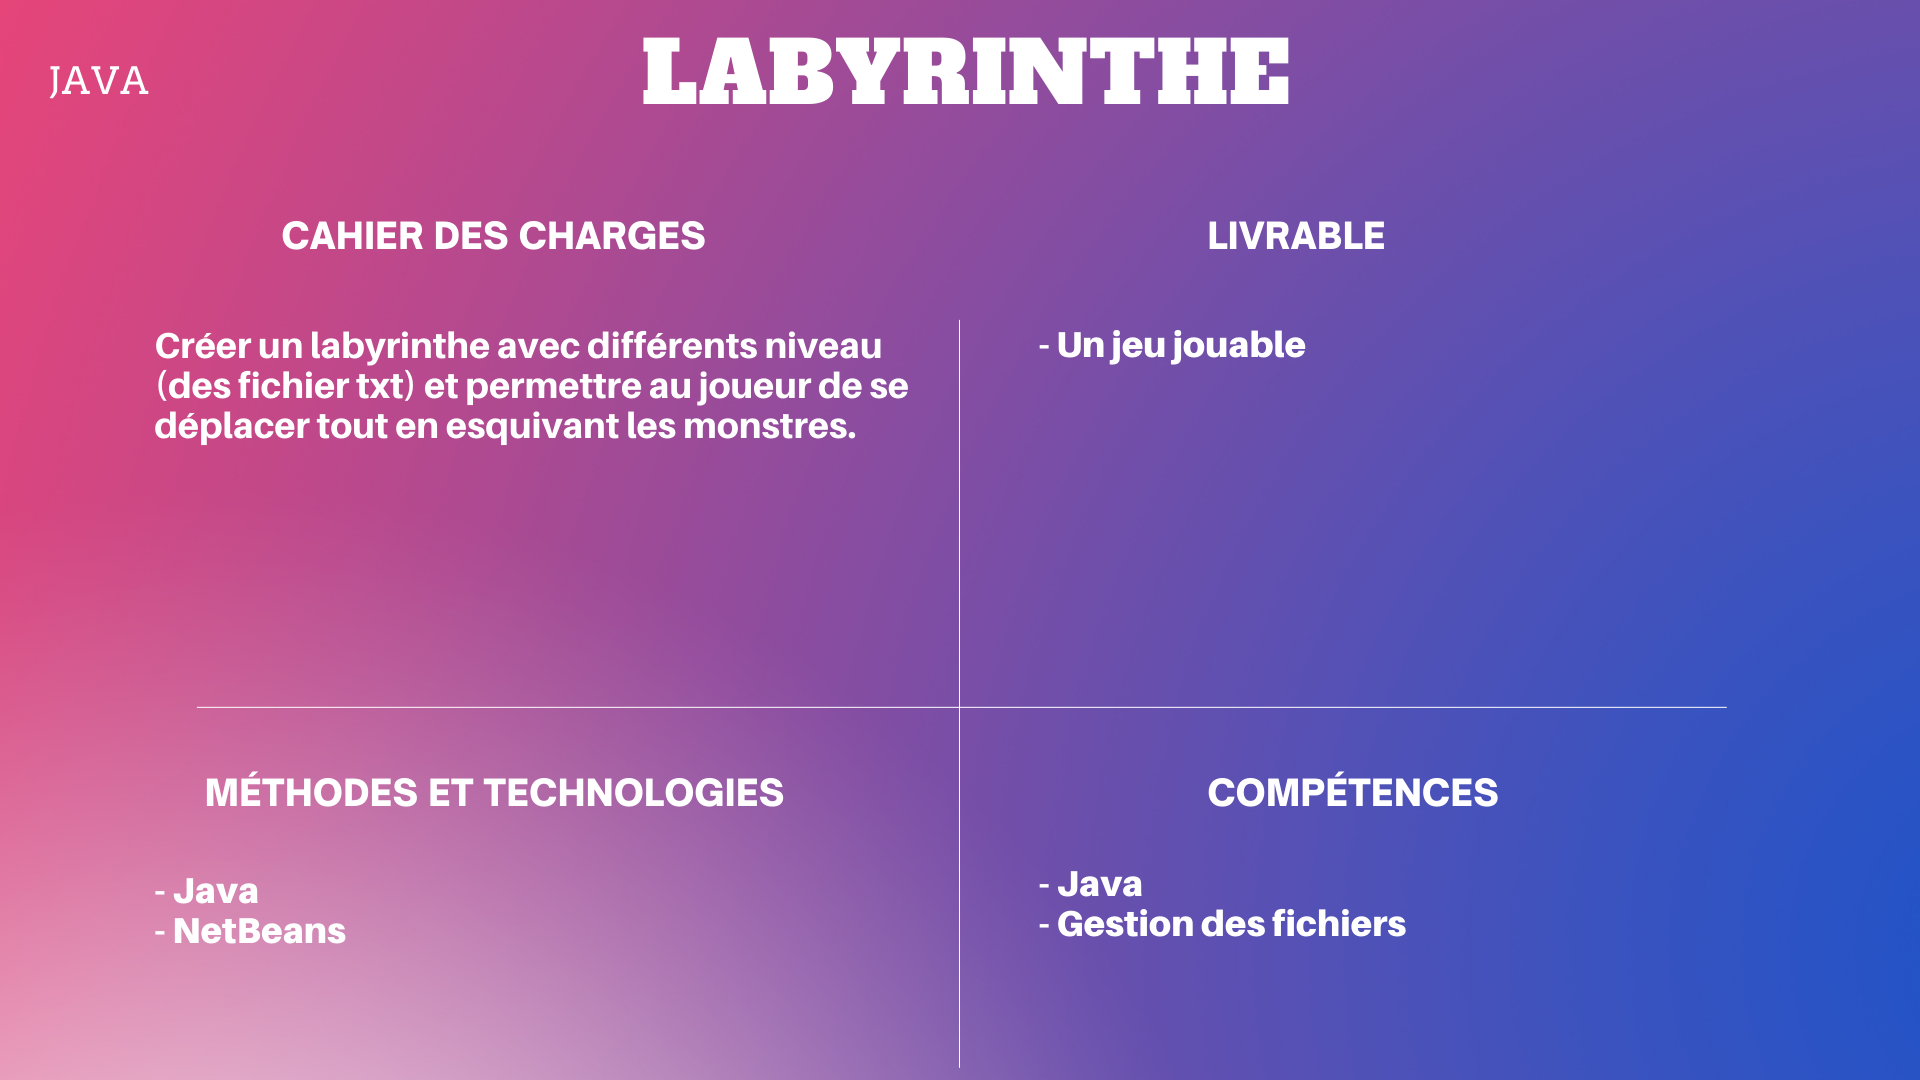 JAVA
LABYRINTHE
CAHIER DES CHARGES
Créer un labyrinthe avec différents niveau
(des fichier txt) et permettre au joueur de se
déplacer tout en esquivant les monstres.
LIVRABLE
- Un jeu jouable
MÉTHODES ET TECHNOLOGIES
- Java
- NetBeans
COMPÉTENCES
- Java
- Gestion des fichiers